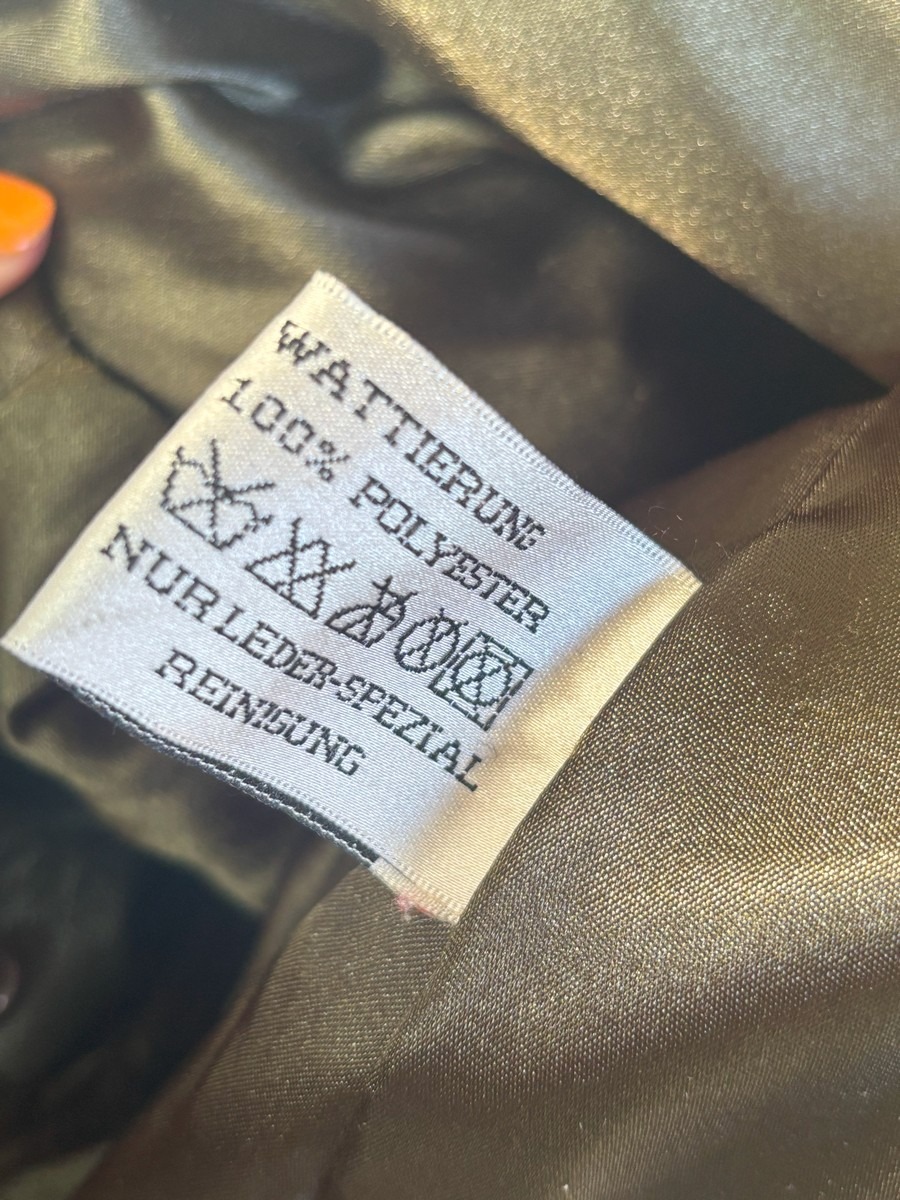 WATTIERUNG
100% POLYESTER
NUR LEDER-SPEZIAL
REINIGUNG